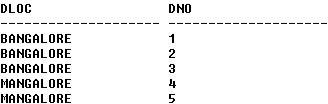 DLOC DNO
-------------------- --------------------
BANGALORE 1
BANGALORE 2
BANGALORE 3
MANGALORE 4
MANGALORE 5